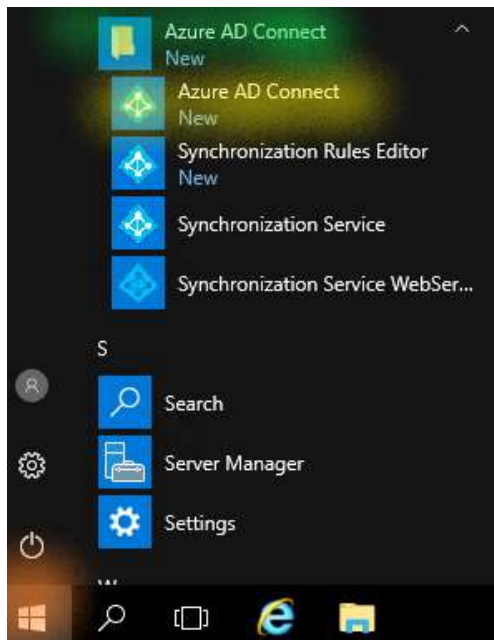 Azure AD Connect
New
Azure AD Connect
New
Synchronization Rules Editor
New
Synchronization Service
Synchronization Service WebSer...
S
Search
Server Manager
Settings